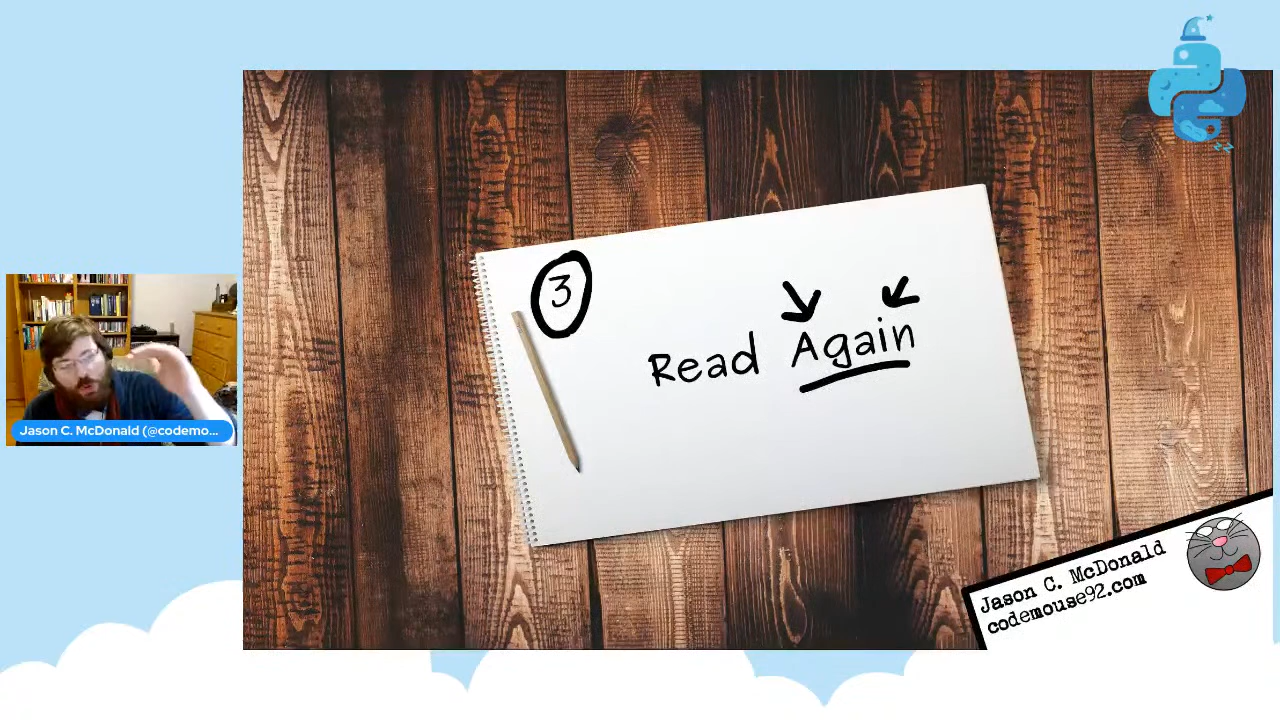 3
Read Again
Jason C. McDonald (@codemo...
Jason C. McDonald
codemouse92.com